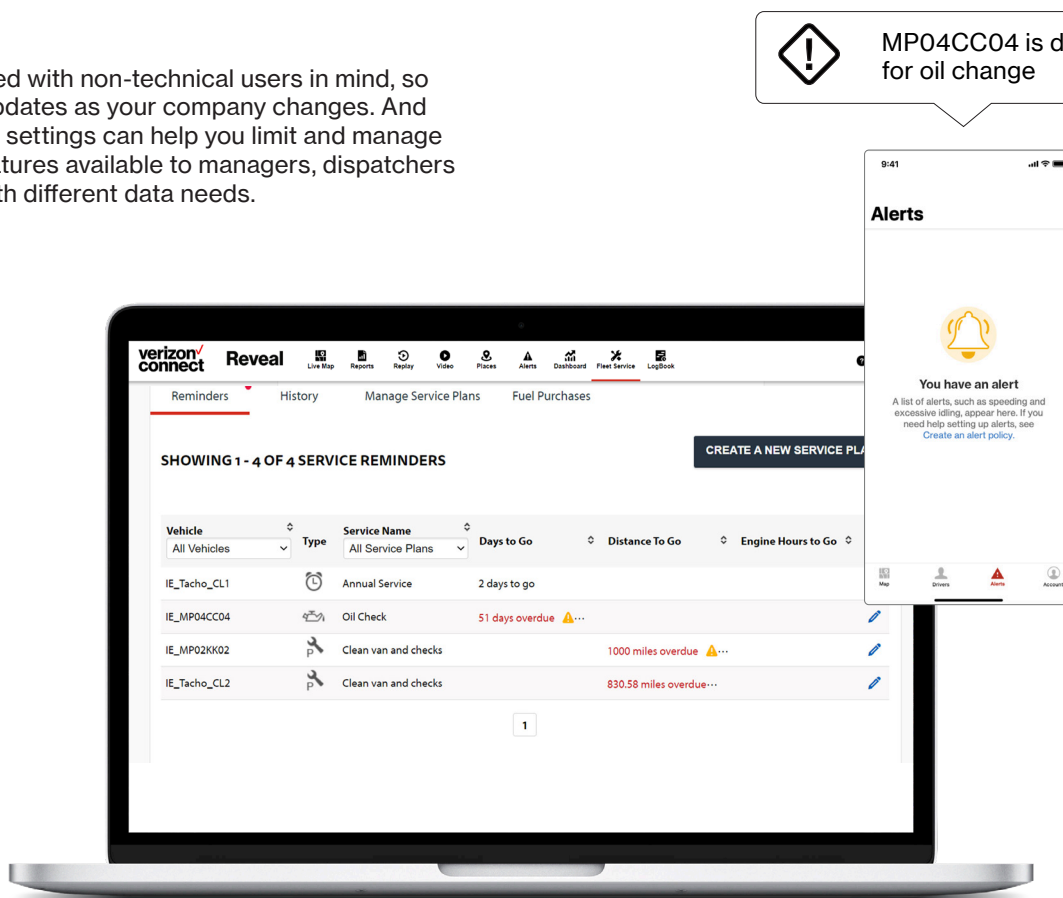 MP04CC04 is d
for oil change
ed with non-technical users in mind, so
pdates as your company changes. And
settings can help you limit and manage
atures available to managers, dispatchers
th different data needs.
9:41
Alerts
You have an alert
A list of alerts, such as speeding and
excessive idling, appear here. If you
need help setting up alerts, see
Create an alert policy.
Map Drivers Alerts Account
verizon connect Reveal Live Map Reports Replay Video Places Alerts Dashboard Fleet Service LogBook
Reminders History Manage Service Plans Fuel Purchases
SHOWING 1 - 4 OF 4 SERVICE REMINDERS
CREATE A NEW SERVICE PLA
Vehicle Type Service Name Days to Go Distance To Go Engine Hours to Go
All Vehicles All Service Plans
IE_Tacho_CL1 Annual Service 2 days to go
IE_MP04CC04 Oil Check 51 days overdue ...
IE_MP02KK02 P Clean van and checks 1000 miles overdue ...
IE_Tacho_CL2 P Clean van and checks 830.58 miles overdue...
1